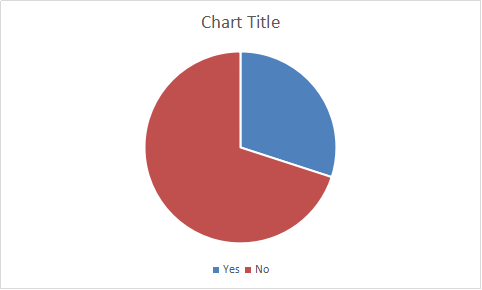 Chart Title
Yes No